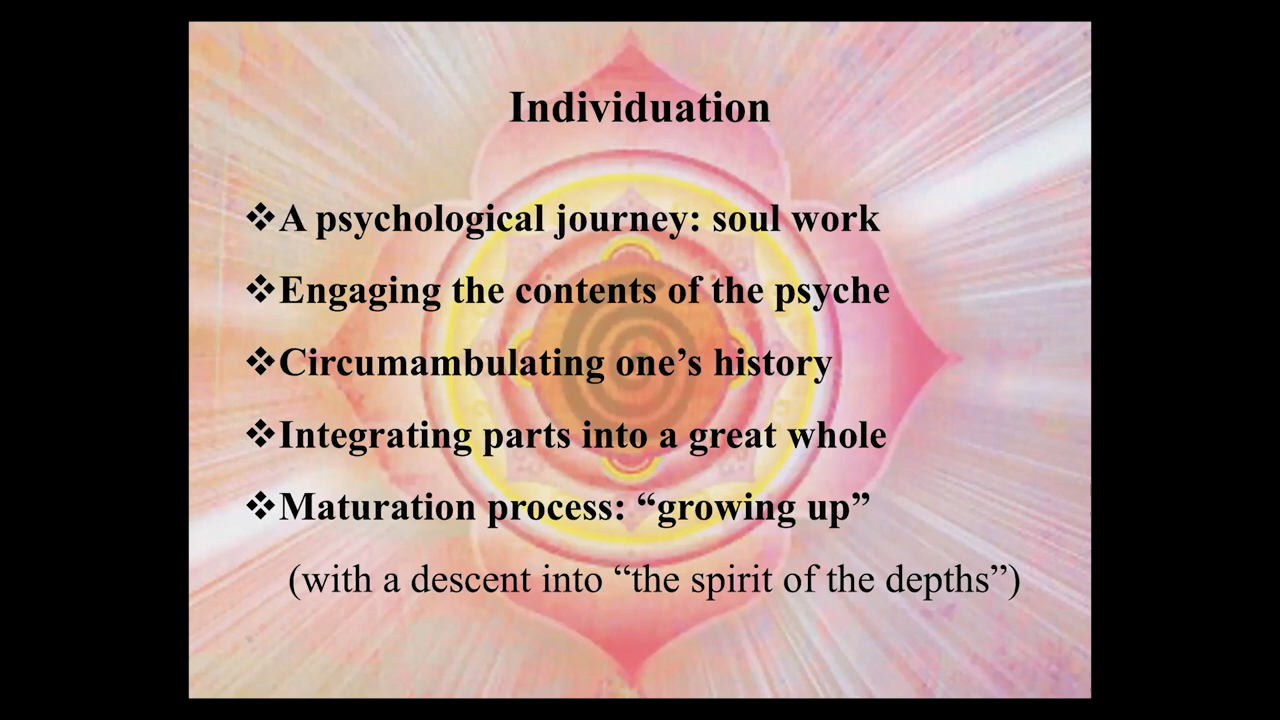 Individuation
❖A psychological journey: soul work
❖Engaging the contents of the psyche
❖Circumambulating one’s history
❖Integrating parts into a great whole
❖Maturation process: “growing up”
(with a descent into “the spirit of the depths”)